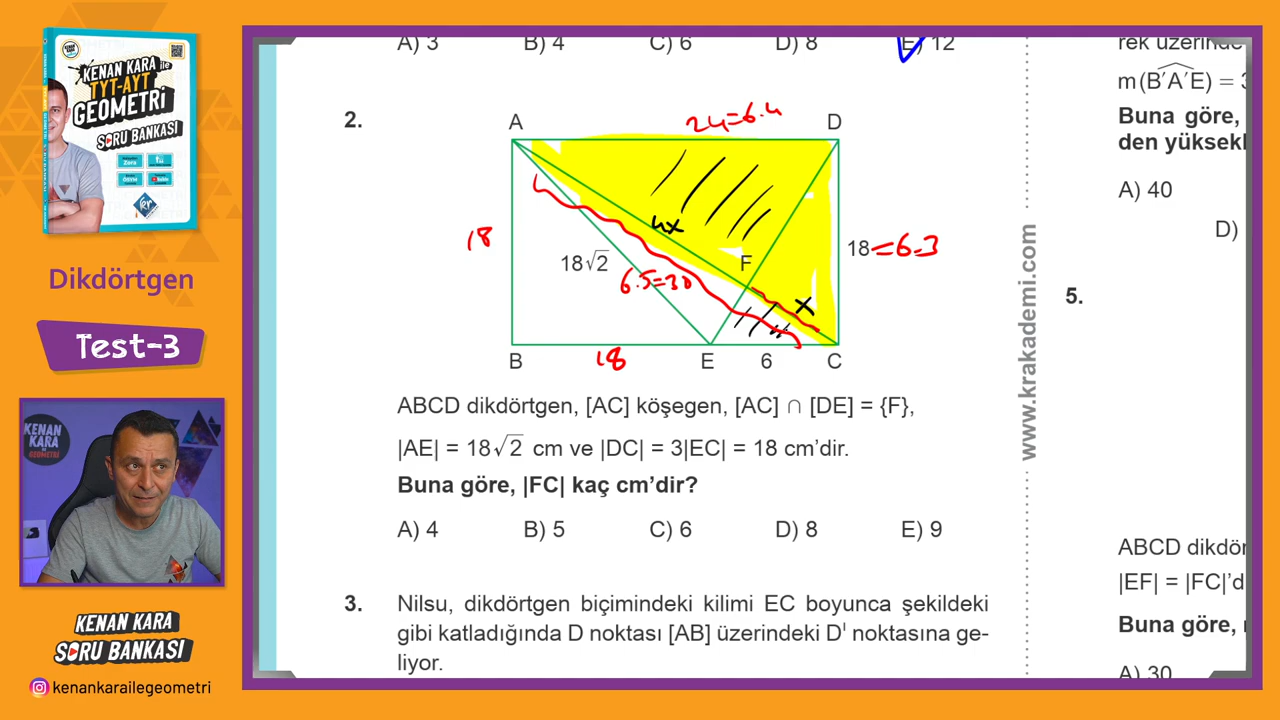 KENAN KARA ile
TYT-AYT
GEOMETRİ
SORU BANKASI
Dikdörtgen
Test-3
KENAN KARA
SORU BANKASI
kenankarailegeometri
A) 3 B) 4 C) 6 D) 8 E) 12
2.
24=6.4
A D
18
4x
18√2
F
18=6.3
6.5=30
x
18
B E 6 C
ABCD dikdörtgen, [AC] köşegen, [AC] ∩ [DE] = {F},
|AE| = 18√2 cm ve |DC| = 3|EC| = 18 cm’dir.
Buna göre, |FC| kaç cm’dir?
A) 4 B) 5 C) 6 D) 8 E) 9
3. Nilsu, dikdörtgen biçimindeki kilimi EC boyunca şekildeki
gibi katladığında D noktası [AB] üzerindeki D' noktasına ge-
liyor.
www.krakademi.com
rek üzerinde
m(B′A′E) = 3
Buna göre,
den yüksekl
A) 40
D)
5.
ABCD dikdör
|EF| = |FC|’d
Buna göre,
A) 30